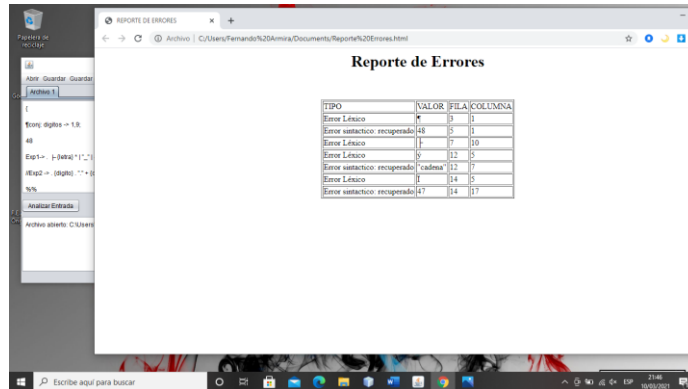 Papelera de
reciclaje
REPORTE DE ERRORES
Archivo | C:/Users/Fernando%20Armira/Documents/Reporte%20Errores.html
Reporte de Errores
TIPO VALOR FILA COLUMNA
Error Léxico ¶ 3 1
Error sintactico: recuperado 48 5 1
Error Léxico 7 10
Error Léxico ý 12 5
Error sintactico: recuperado "cadena" 12 7
Error Léxico 14 5
Error sintactico: recuperado 47 14 17
Abrir Guardar Guardar
Archivo 1
{
¶conj: digitos -> 1,9;
48
%%
Analizar Entrada
Archivo abierto: C:\Users
Escribe aquí para buscar
ESP
21:46
10/03/2021